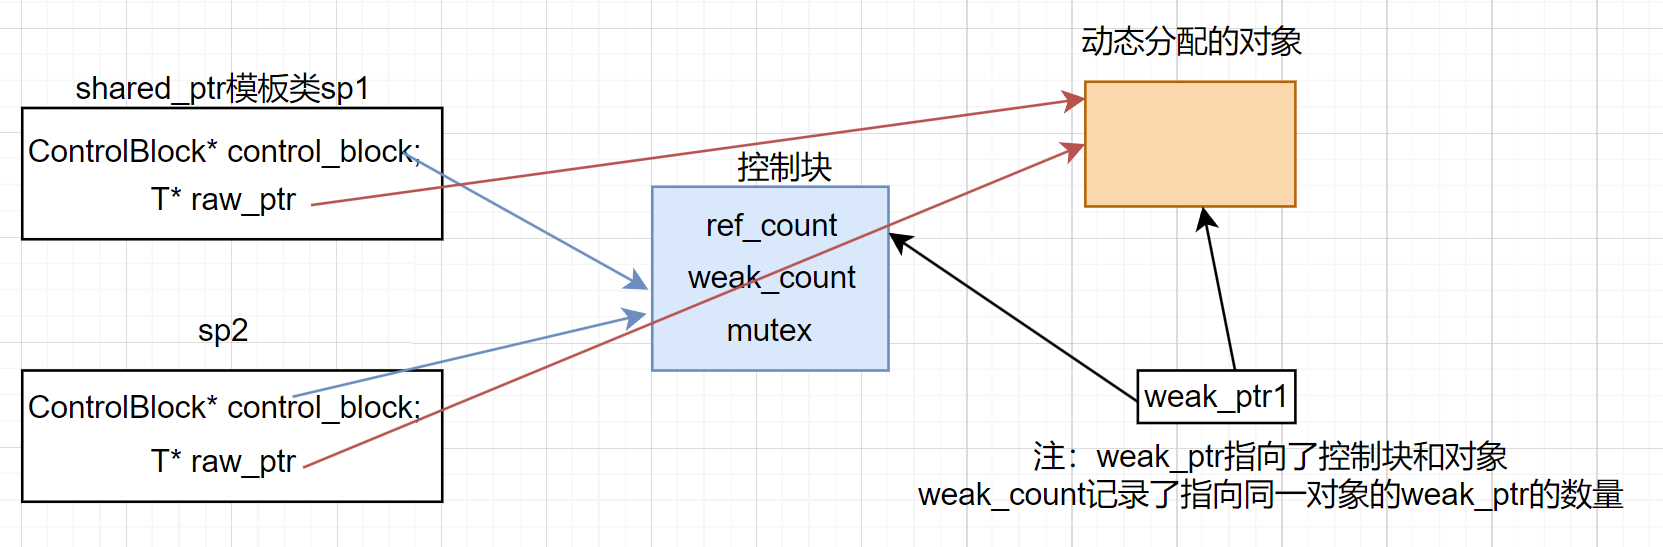 动态分配的对象
shared_ptr模板类sp1
ControlBlock* control_block;
T* raw_ptr
控制块
ref_count
weak_count
mutex
sp2
ControlBlock* control_block;
T* raw_ptr
weak_ptr1
注：weak_ptr指向了控制块和对象
weak_count记录了指向同一对象的weak_ptr的数量